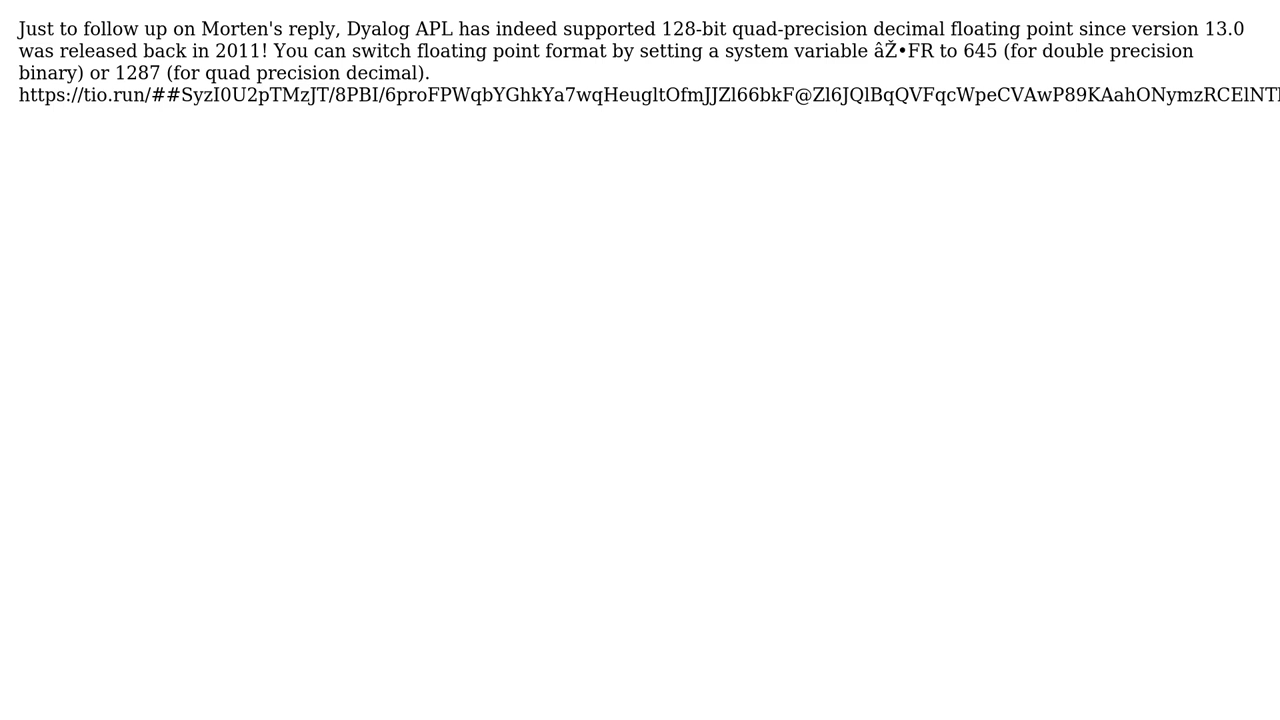 Just to follow up on Morten's reply, Dyalog APL has indeed supported 128-bit quad-precision decimal floating point since version 13.0
was released back in 2011! You can switch floating point format by setting a system variable âŽ•FR to 645 (for double precision
binary) or 1287 (for quad precision decimal).
https://tio.run/##SyzI0U2pTMzJT/8PBI/6proFPWqbYGhkYa7wqHeugltOfmJJZl66bkF@Zl6JQlBqQVFqcWpeCVAwP89KAahONymzRCElNTl